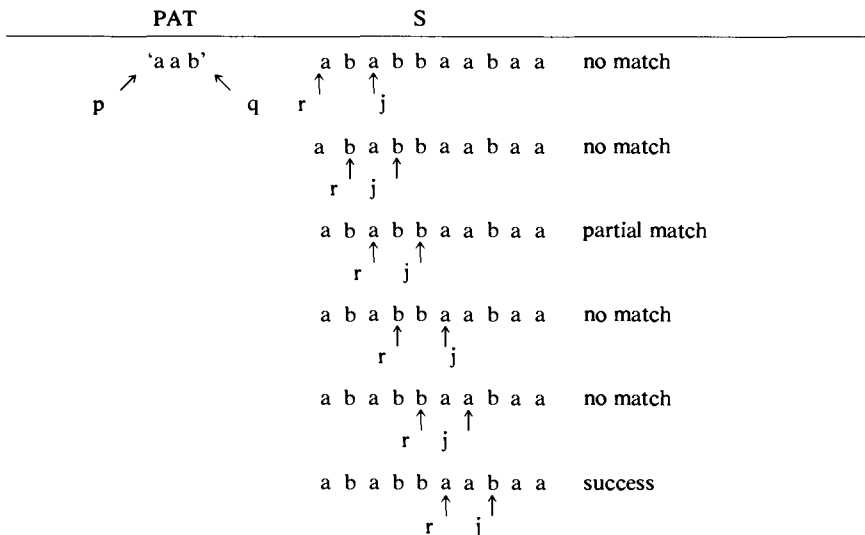 PAT S
‘a a b’ a b a b b a a b a a no match
p q r j
a b a b b a a b a a no match
r j
a b a b b a a b a a partial match
r j
a b a b b a a b a a no match
r j
a b a b b a a b a a no match
r j
a b a b b a a b a a success
r j